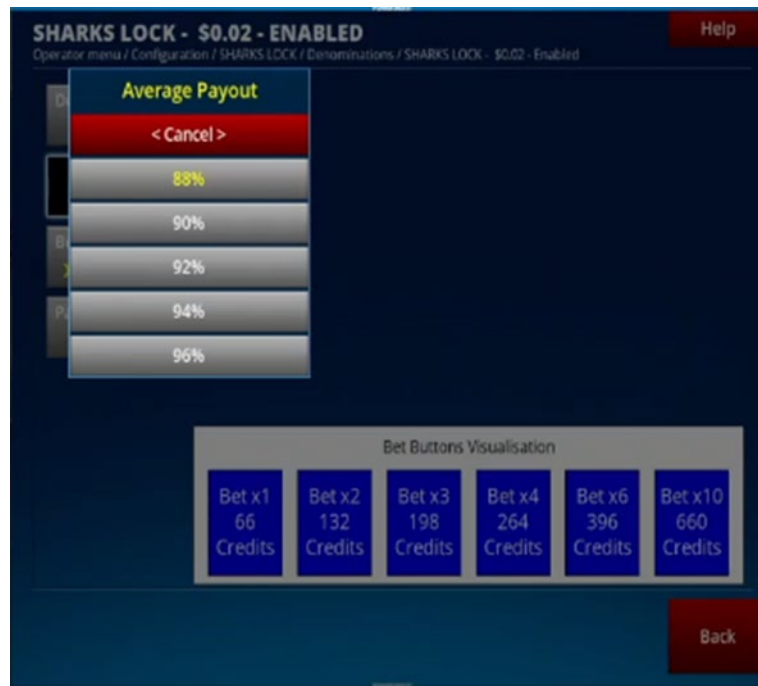 SHARKS LOCK - $0.02 - ENABLED
Help
Operator menu / Configuration / SHARKS LOCK / Denominations / SHARKS LOCK - $0.02 - Enabled
Average Payout
< Cancel >
88%
90%
92%
94%
96%
Bet Buttons Visualisation
Bet x1
66
Credits
Bet x2
132
Credits
Bet x3
198
Credits
Bet x4
264
Credits
Bet x6
396
Credits
Bet x10
660
Credits
Back